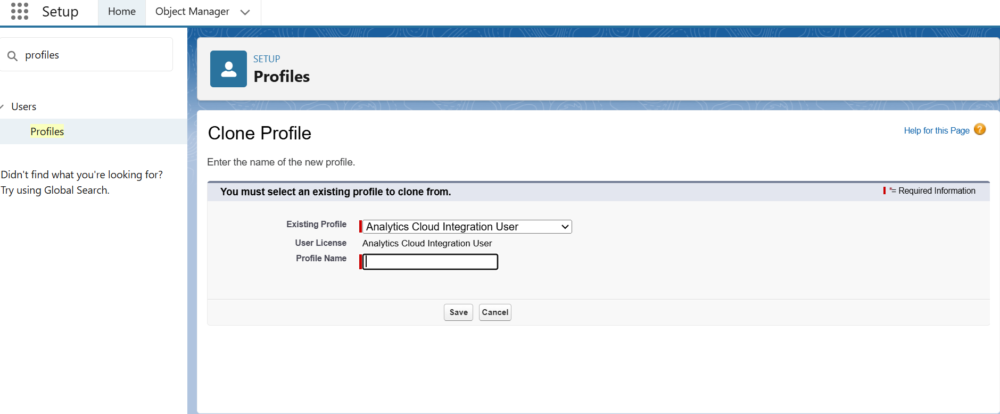 Setup
Home
Object Manager
profiles
Users
Profiles
Didn't find what you're looking for?
Try using Global Search.
SETUP
Profiles
Clone Profile
Help for this Page ?
Enter the name of the new profile.
You must select an existing profile to clone from.
*= Required Information
Existing Profile Analytics Cloud Integration User
User License Analytics Cloud Integration User
Profile Name
Save Cancel